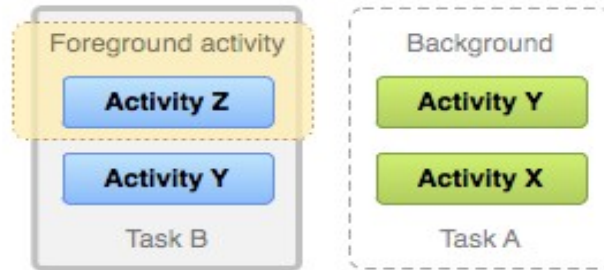 Foreground activity
Activity Z
Activity Y
Task B
Background
Activity Y
Activity X
Task A